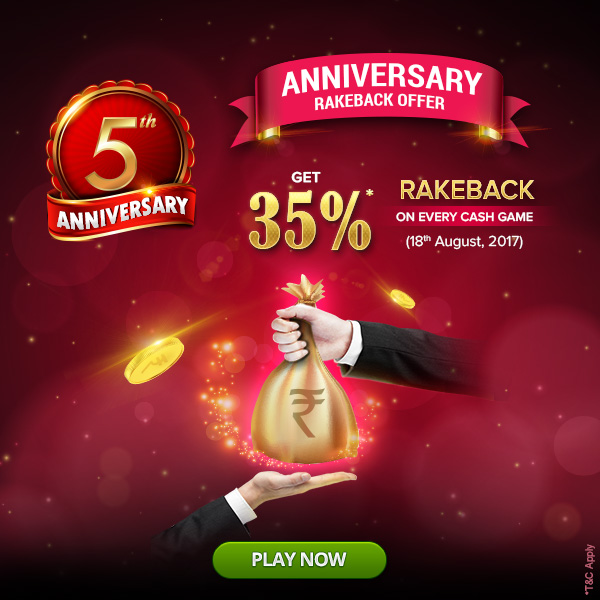 5th
ANNIVERSARY
ANNIVERSARY
RAKEBACK OFFER
GET
35%*
RAKEBACK
ON EVERY CASH GAME
(18th August, 2017)
₹
PLAY NOW
*T&C Apply